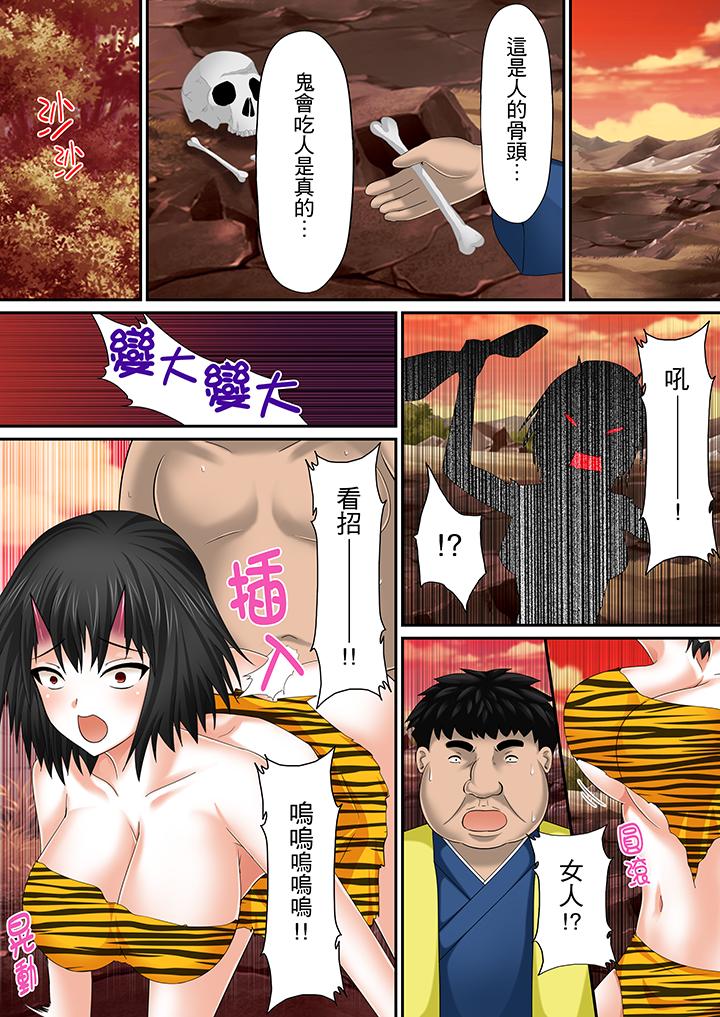 這是人的骨頭…
鬼會吃人是真的…
沙
沙
沙
吼——！
!?
變大變大
圓滾
女人!?
看招——!!
插入
嗚嗚嗚嗚嗚!!
晃動